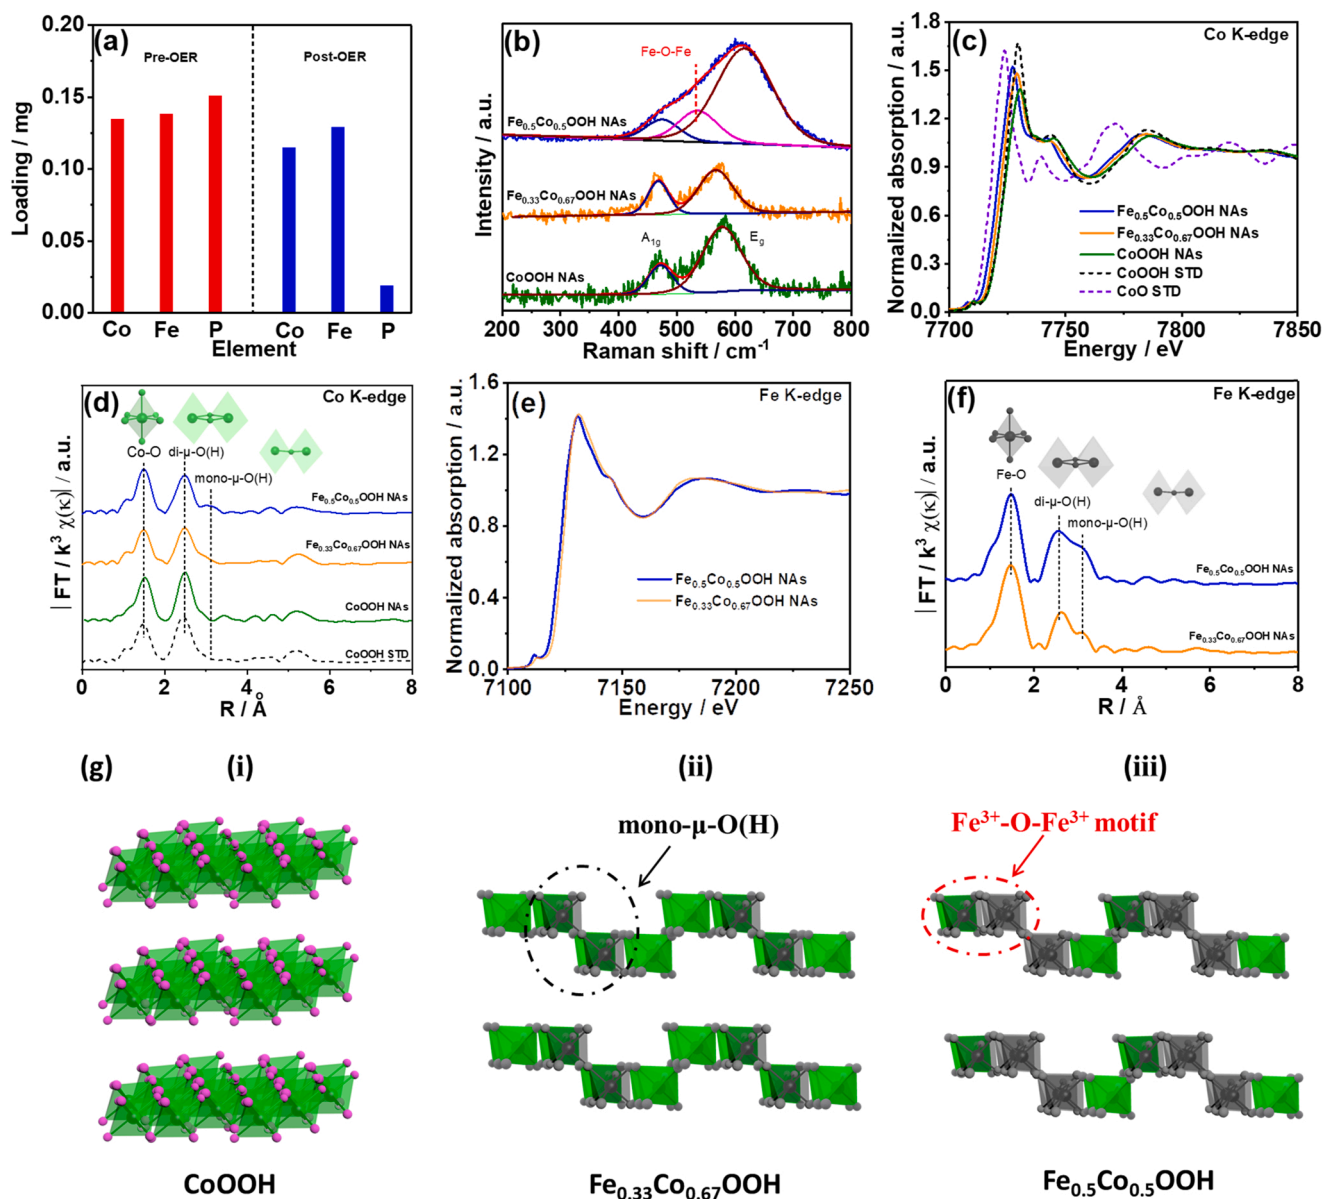 (a)
Pre-OER
Post-OER
Loading / mg
0.20
0.15
0.10
0.05
0.00
Co Fe P Co Fe P
Element
(b)
Fe-O-Fe
Fe0.5Co0.5OOH NAs
Fe0.33Co0.67OOH NAs
A1g
Eg
CoOOH NAs
Intensity / a.u.
200 300 400 500 600 700 800
Raman shift / cm-1
(c)
Co K-edge
Normalized absorption / a.u.
1.8
1.5
1.2
0.9
0.6
0.3
0.0
Fe0.5Co0.5OOH NAs
Fe0.33Co0.67OOH NAs
CoOOH NAs
CoOOH STD
CoO STD
7700 7750 7800 7850
Energy / eV
(d)
Co K-edge
Co-O
di-μ-O(H)
mono-μ-O(H)
Fe0.5Co0.5OOH NAs
Fe0.33Co0.67OOH NAs
CoOOH NAs
CoOOH STD
| FT / k3 χ(κ)| / a.u.
0 2 4 6 8
R / Å
(e)
Fe K-edge
Normalized absorption / a.u.
1.6
1.2
0.8
0.4
0.0
Fe0.5Co0.5OOH NAs
Fe0.33Co0.67OOH NAs
7100 7150 7200 7250
Energy / eV
(f)
Fe K-edge
Fe-O
di-μ-O(H)
mono-μ-O(H)
Fe0.5Co0.5OOH NAs
Fe0.33Co0.67OOH NAs
| FT / k3 χ(κ)| / a.u.
0 2 4 6 8
R / Å
(g)
(i)
(ii)
(iii)
mono-μ-O(H)
Fe3+-O-Fe3+ motif
CoOOH
Fe0.33Co0.67OOH
Fe0.5Co0.5OOH